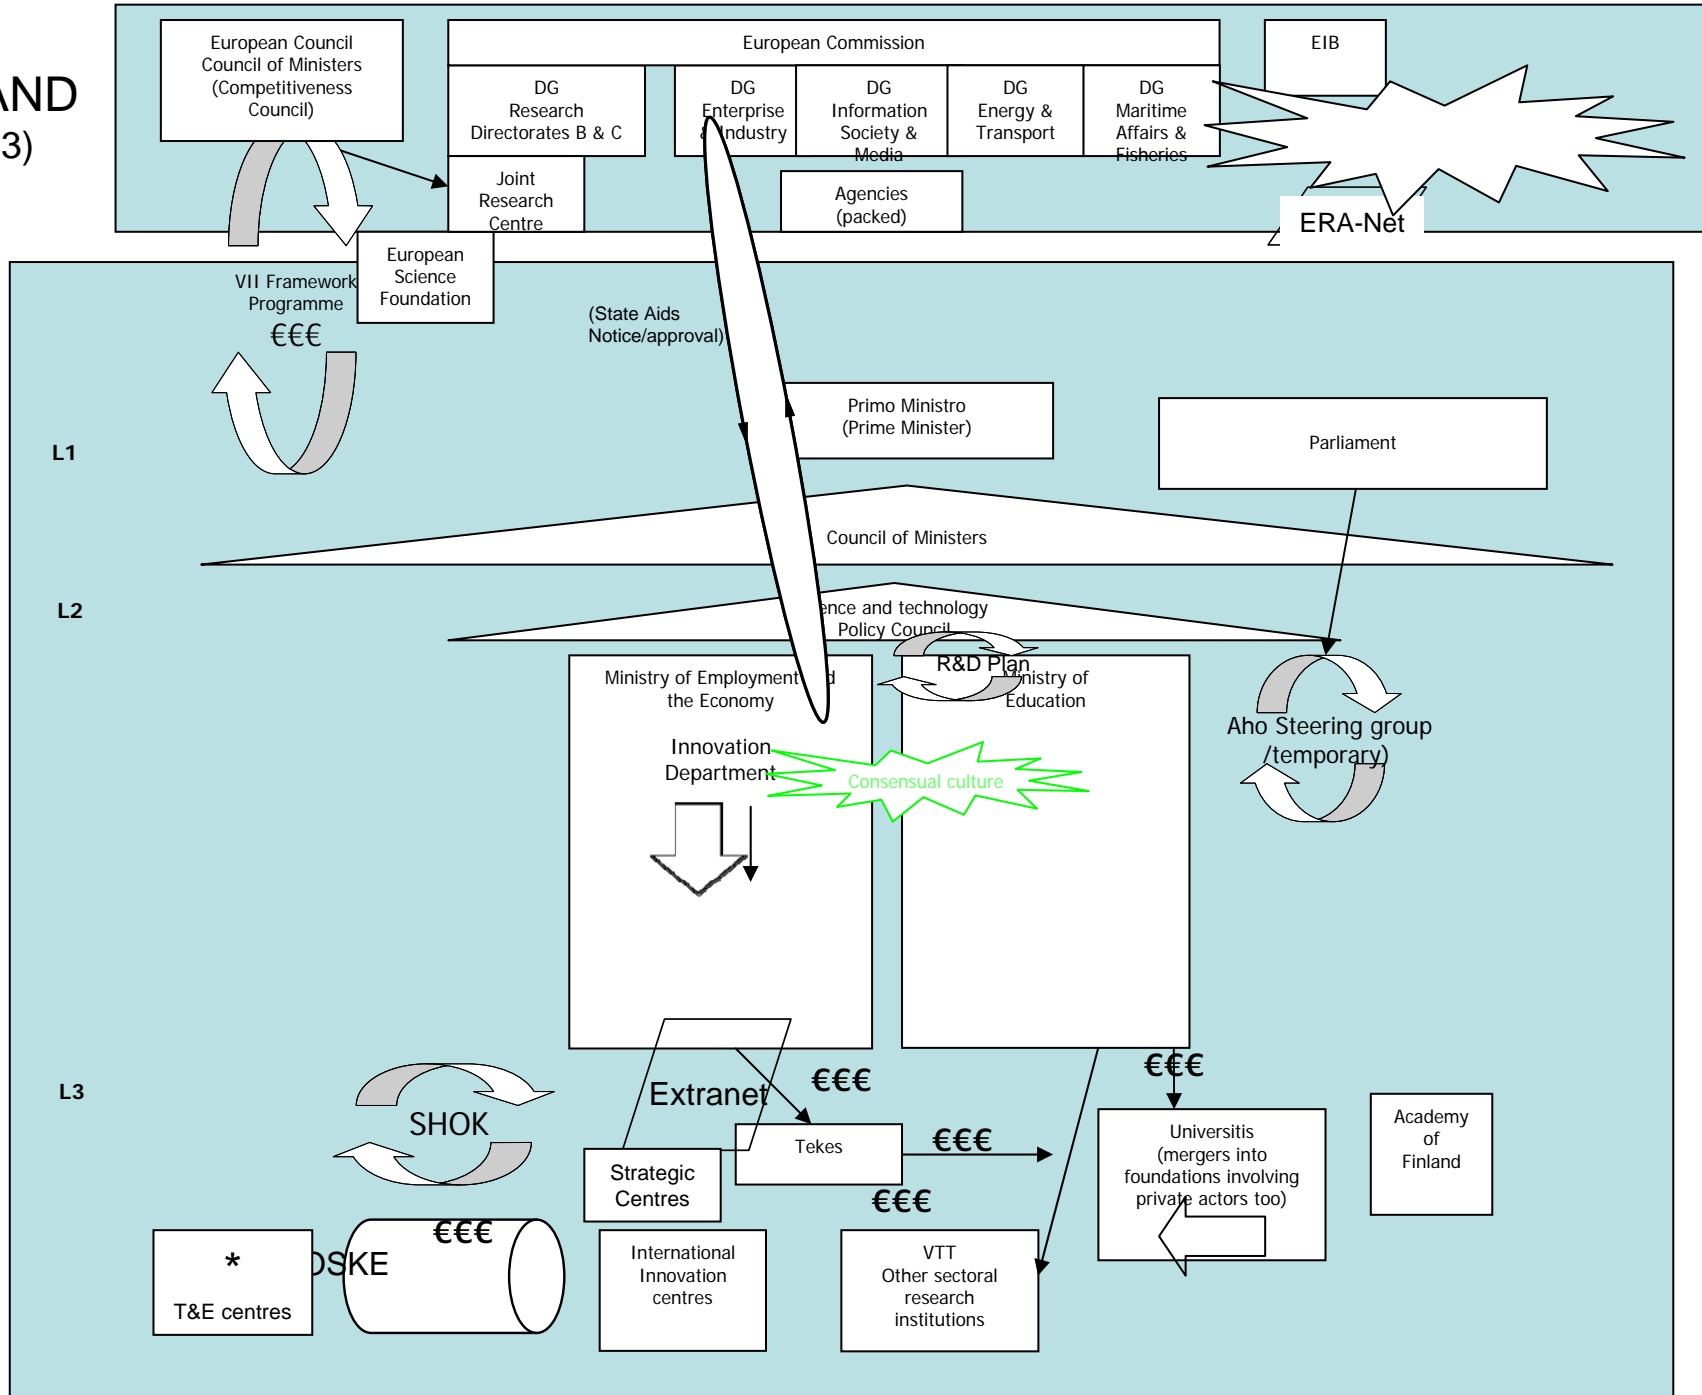 AND
3)
European Council
Council of Ministers
(Competitiveness
Council)
European Commission
EIB
DG
Research
Directorates B & C
DG
Enterprise
& Industry
DG
Information
Society &
Media
DG
Energy &
Transport
DG
Maritime
Affairs &
Fisheries
Joint
Research
Centre
Agencies
(packed)
ERA-Net
European
Science
Foundation
VII Framework
Programme
€€€
(State Aids
Notice/approval)
Primo Ministro
(Prime Minister)
Parliament
L1
Council of Ministers
L2
ence and technology
Policy Council
R&D Plan
Ministry of Employment
the Economy
Ministry of
Education
Innovation
Department
Consensual culture
Aho Steering group
/temporary)
L3
SHOK
Extranet
€€€
€€€
Tekes
€€€
€€€
Strategic
Centres
Universitis
(mergers into
foundations involving
private actors too)
Academy
of
Finland
€€€
*
OSKE
T&E centres
International
Innovation
centres
VTT
Other sectoral
research
institutions